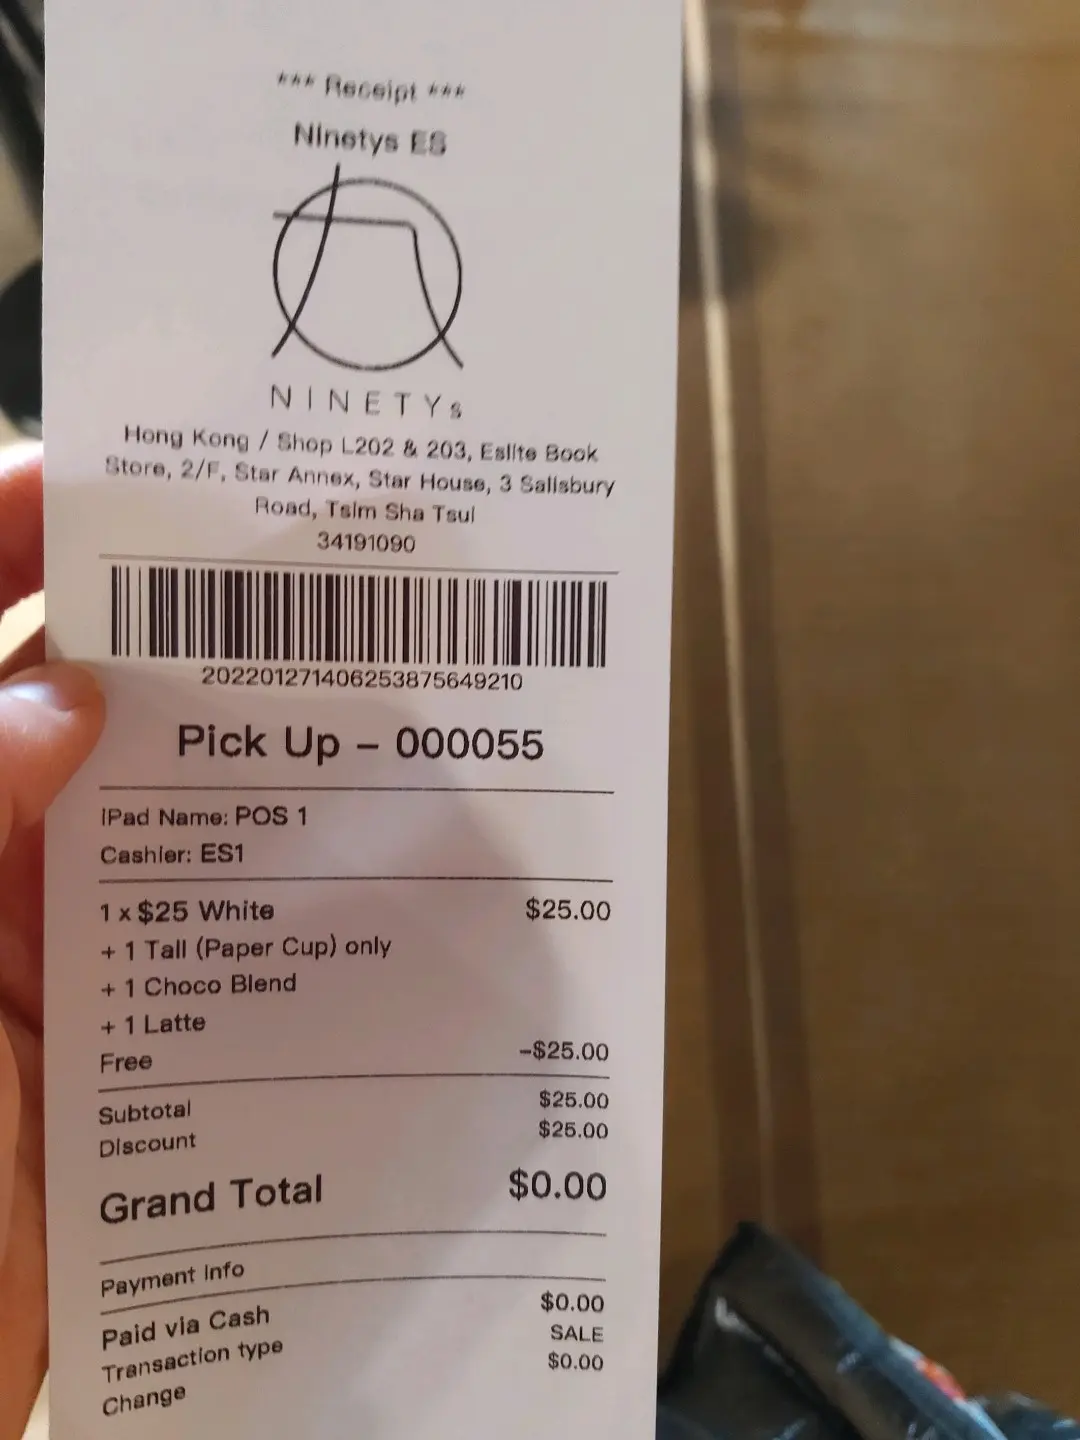 *** Receipt ***
Ninetys ES
NINETYs
Hong Kong / Shop L202 & 203, Eslite Book
Store, 2/F, Star Annex, Star House, 3 Salisbury
Road, Tsim Sha Tsui
34191090
202201271406253875649210
Pick Up – 000055
iPad Name: POS 1
Cashier: ES1
1 x $25 White $25.00
+ 1 Tall (Paper Cup) only
+ 1 Choco Blend
+ 1 Latte
Free -$25.00
Subtotal $25.00
Discount $25.00
Grand Total $0.00
Payment Info
Paid via Cash $0.00
Transaction type SALE
Change $0.00